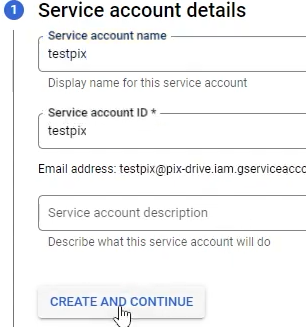 1 Service account details
Service account name
testpix
Display name for this service account
Service account ID *
testpix
Email address: testpix@pix-drive.iam.gserviceacco
Service account description
Describe what this service account will do
CREATE AND CONTINUE